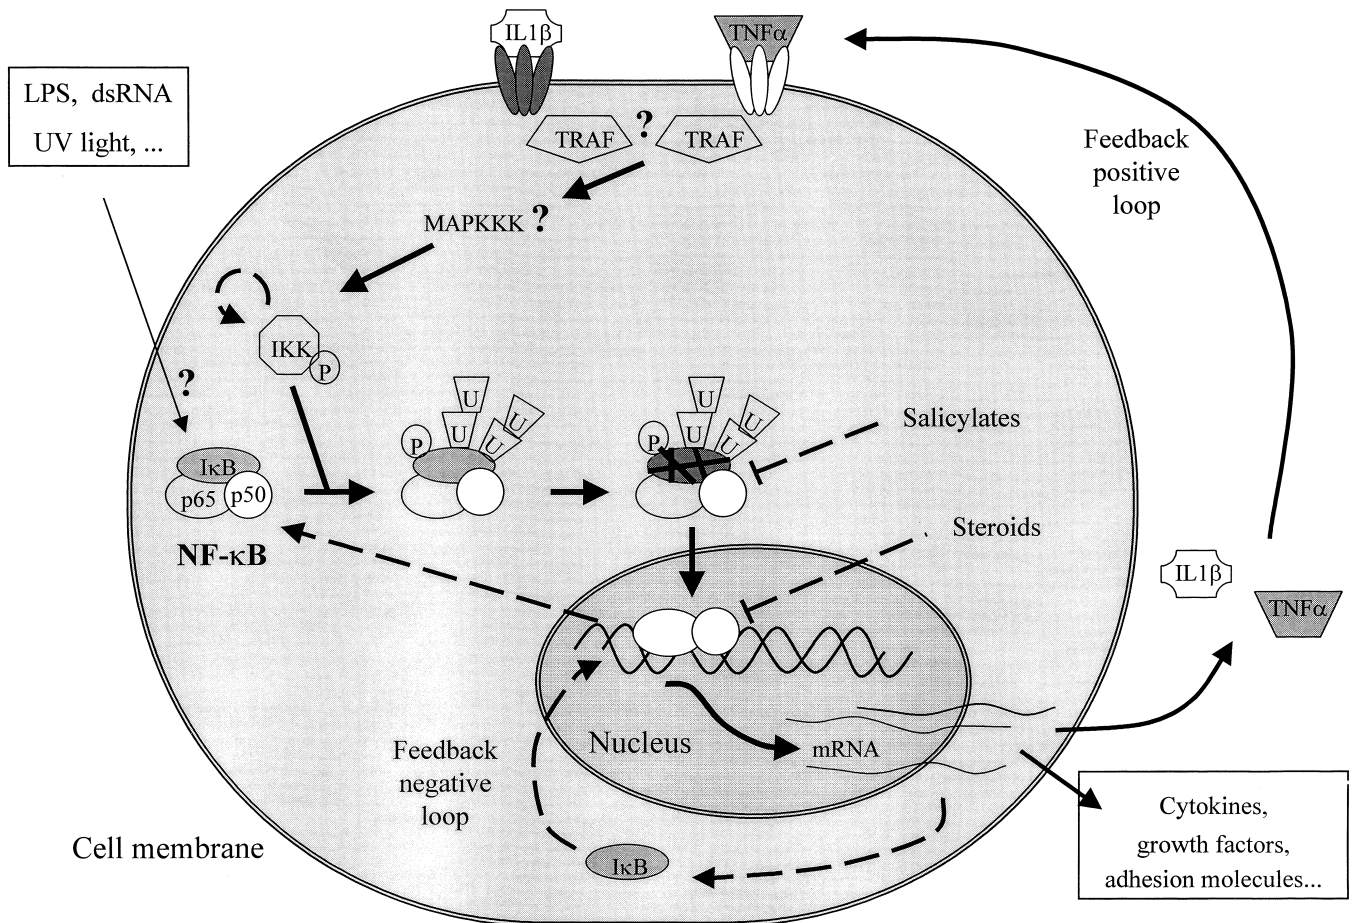 IL1β
TNFα
LPS, dsRNA
UV light, ...
TRAF
?
TRAF
Feedback
positive
loop
MAPKKK ?
IKK
P
?
U
U
U
U
P
U
U
U
U
P
Salicylates
IκB
p65
p50
NF-κB
Steroids
IL1β
TNFα
Nucleus
mRNA
Feedback
negative
loop
Cytokines,
growth factors,
adhesion molecules...
Cell membrane
IκB